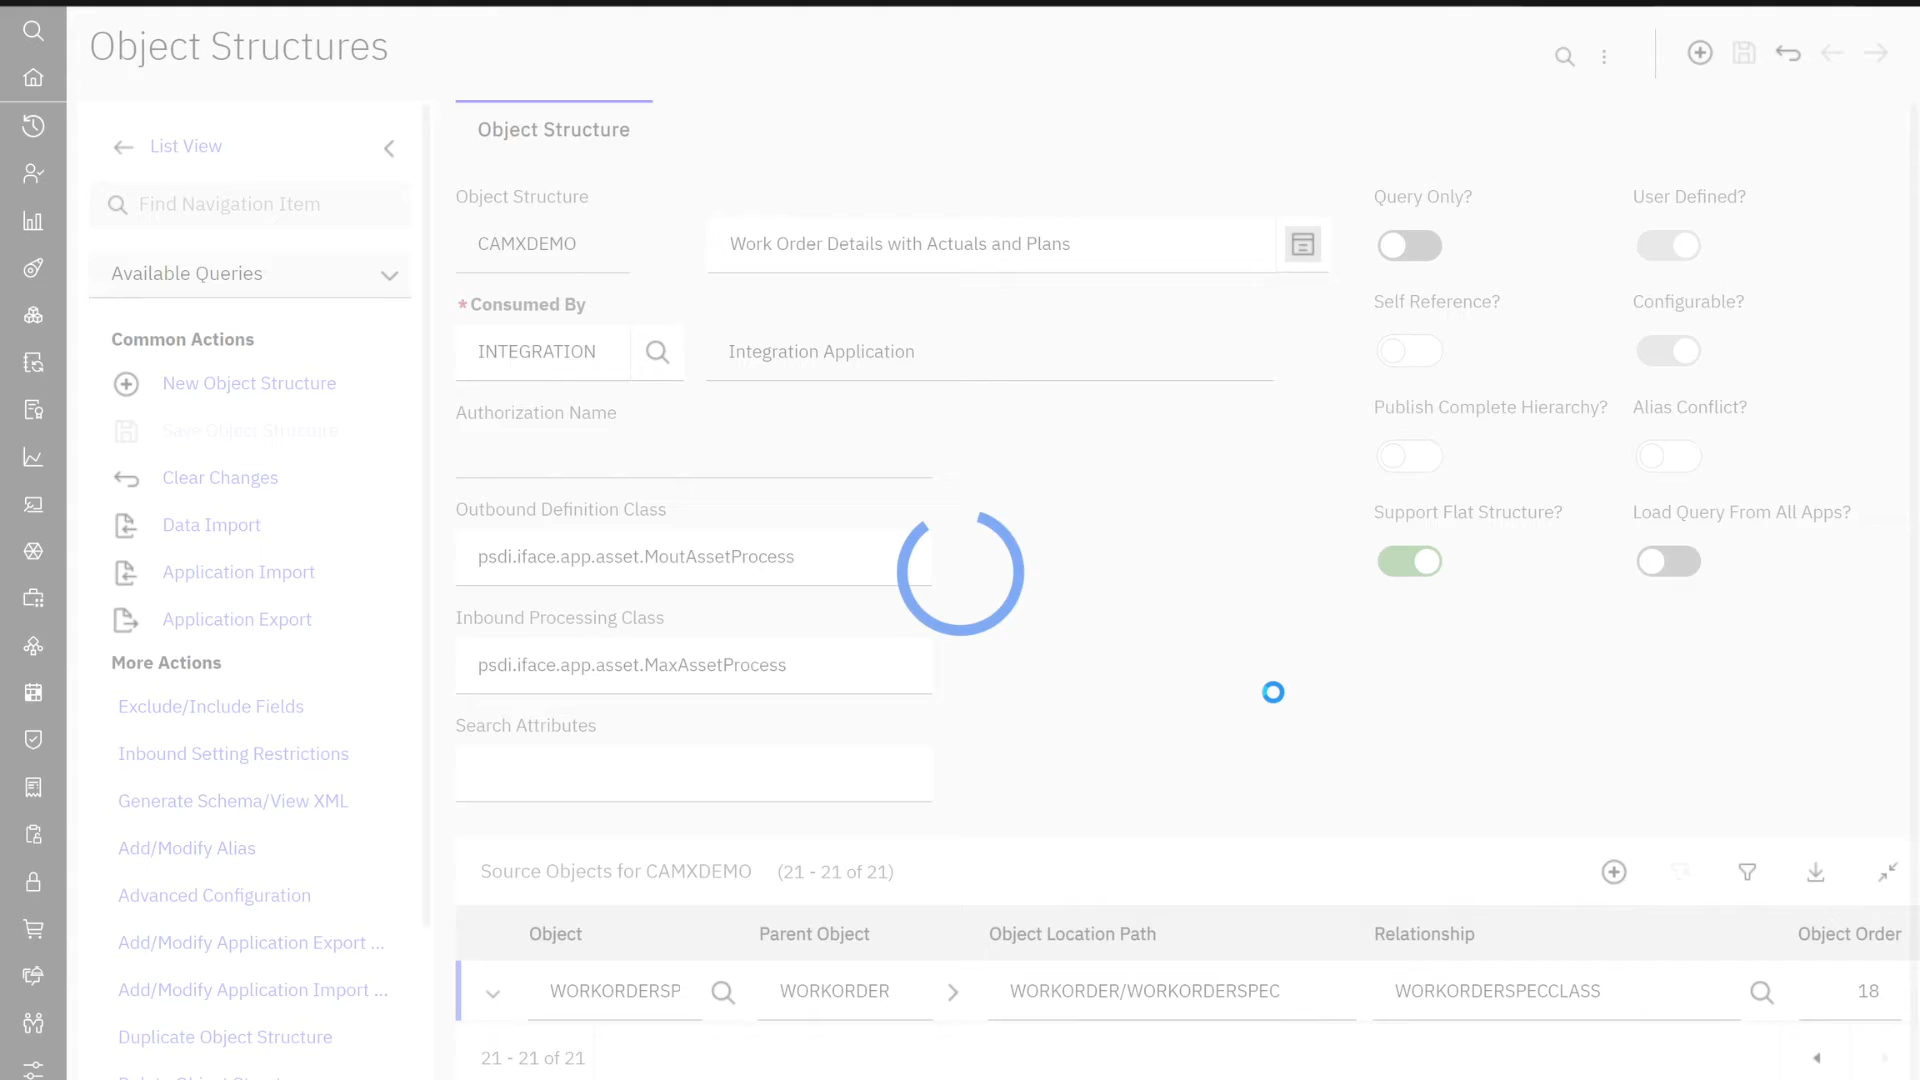 Object Structures
List View
Find Navigation Item
Available Queries
Common Actions
New Object Structure
Save Object Structure
Clear Changes
Data Import
Application Import
Application Export
More Actions
Exclude/Include Fields
Inbound Setting Restrictions
Generate Schema/View XML
Add/Modify Alias
Advanced Configuration
Add/Modify Application Export ...
Add/Modify Application Import ...
Duplicate Object Structure
Object Structure
Object Structure
CAMXDEMO
Work Order Details with Actuals and Plans
*Consumed By
INTEGRATION
Integration Application
Authorization Name
Outbound Definition Class
psdi.iface.app.asset.MoutAssetProcess
Inbound Processing Class
psdi.iface.app.asset.MaxAssetProcess
Search Attributes
Query Only?
User Defined?
Self Reference?
Configurable?
Publish Complete Hierarchy?
Alias Conflict?
Support Flat Structure?
Load Query From All Apps?
Source Objects for CAMXDEMO (21 - 21 of 21)
Object Parent Object Object Location Path Relationship Object Order
WORKORDERSP WORKORDER WORKORDER/WORKORDERSPEC WORKORDERSPECCLASS 18
21 - 21 of 21